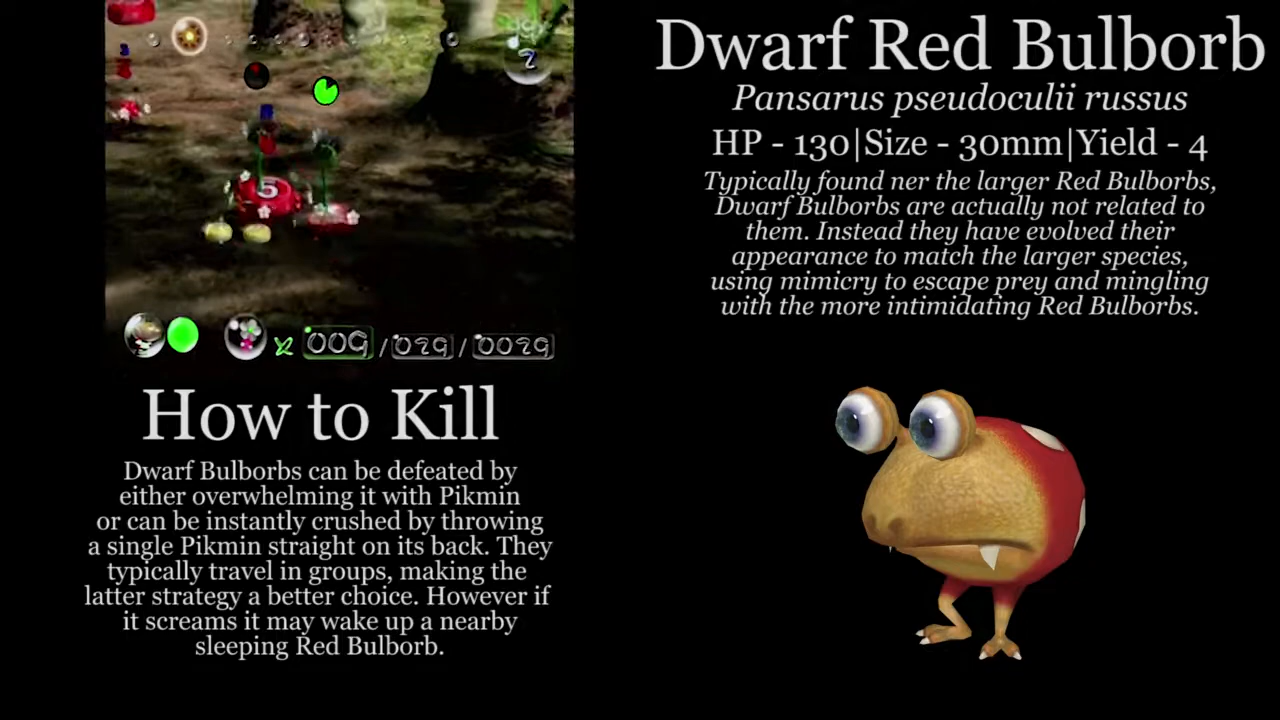 5
009 / 029 / 0029
How to Kill
Dwarf Bulborbs can be defeated by
either overwhelming it with Pikmin
or can be instantly crushed by throwing
a single Pikmin straight on its back. They
typically travel in groups, making the
latter strategy a better choice. However if
it screams it may wake up a nearby
sleeping Red Bulborb.
Dwarf Red Bulborb
Pansarus pseudoculii russus
HP - 130|Size - 30mm|Yield - 4
Typically found ner the larger Red Bulborbs,
Dwarf Bulborbs are actually not related to
them. Instead they have evolved their
appearance to match the larger species,
using mimicry to escape prey and mingling
with the more intimidating Red Bulborbs.